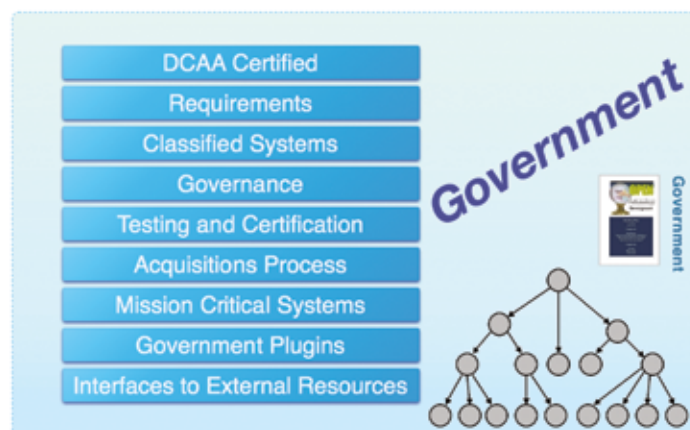 DCAA Certified
Requirements
Classified Systems
Governance
Testing and Certification
Acquisitions Process
Mission Critical Systems
Government Plugins
Interfaces to External Resources
Government
Government